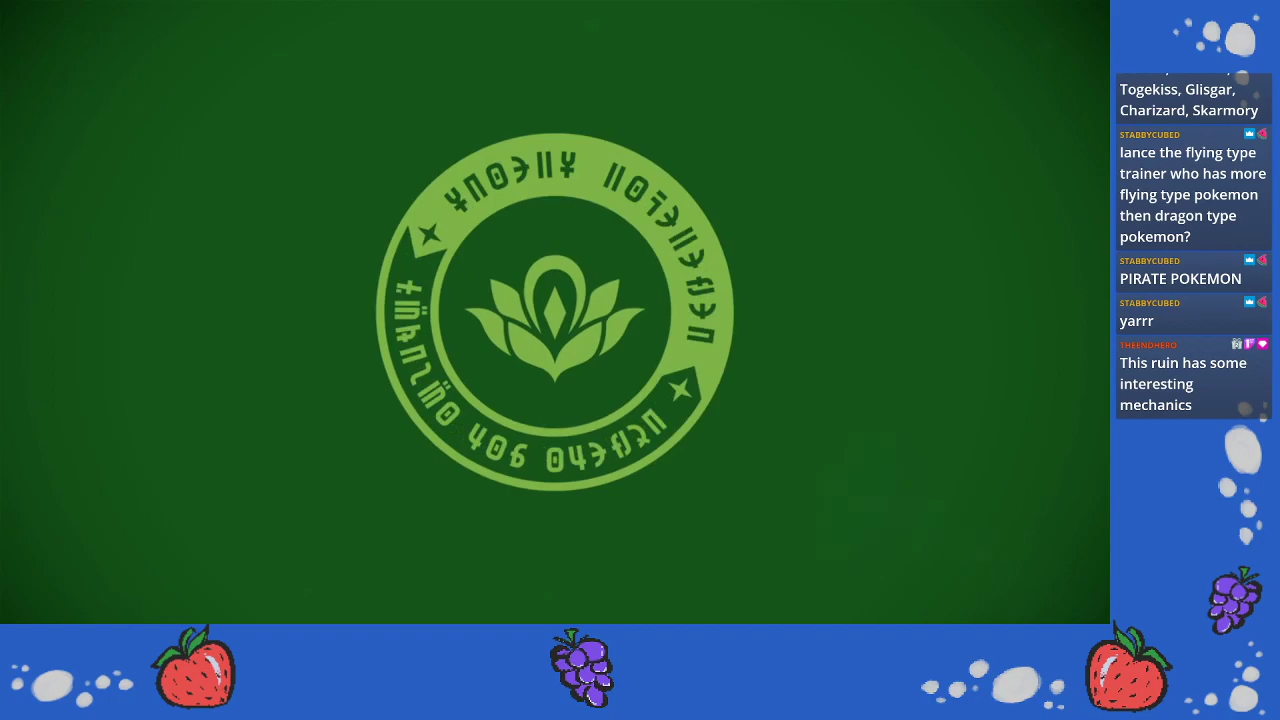 Togekiss, Glisgar,
Charizard, Skarmory
STABBYCUBED
lance the flying type
trainer who has more
flying type pokemon
then dragon type
pokemon?
STABBYCUBED
PIRATE POKEMON
STABBYCUBED
yarrr
THEENDHERO
This ruin has some
interesting
mechanics